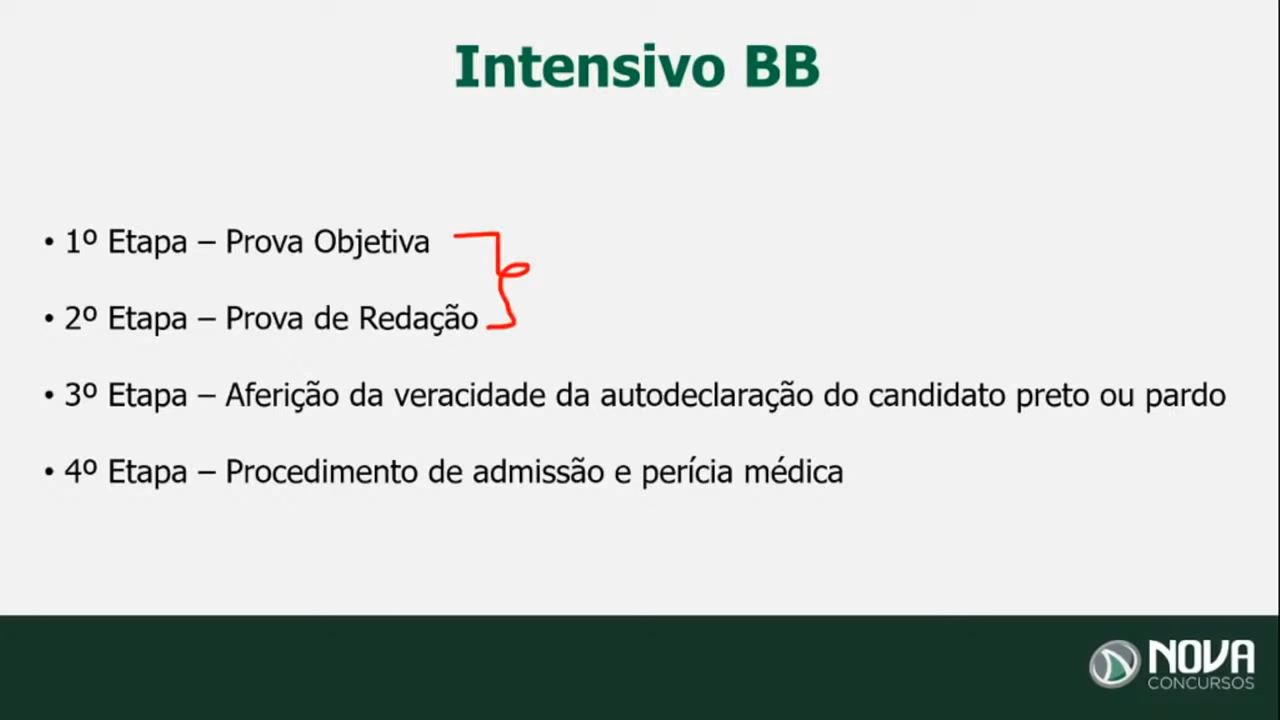 Intensivo BB
• 1º Etapa – Prova Objetiva
• 2º Etapa – Prova de Redação
• 3º Etapa – Aferição da veracidade da autodeclaração do candidato preto ou pardo
• 4º Etapa – Procedimento de admissão e perícia médica
NOVA
CONCURSOS